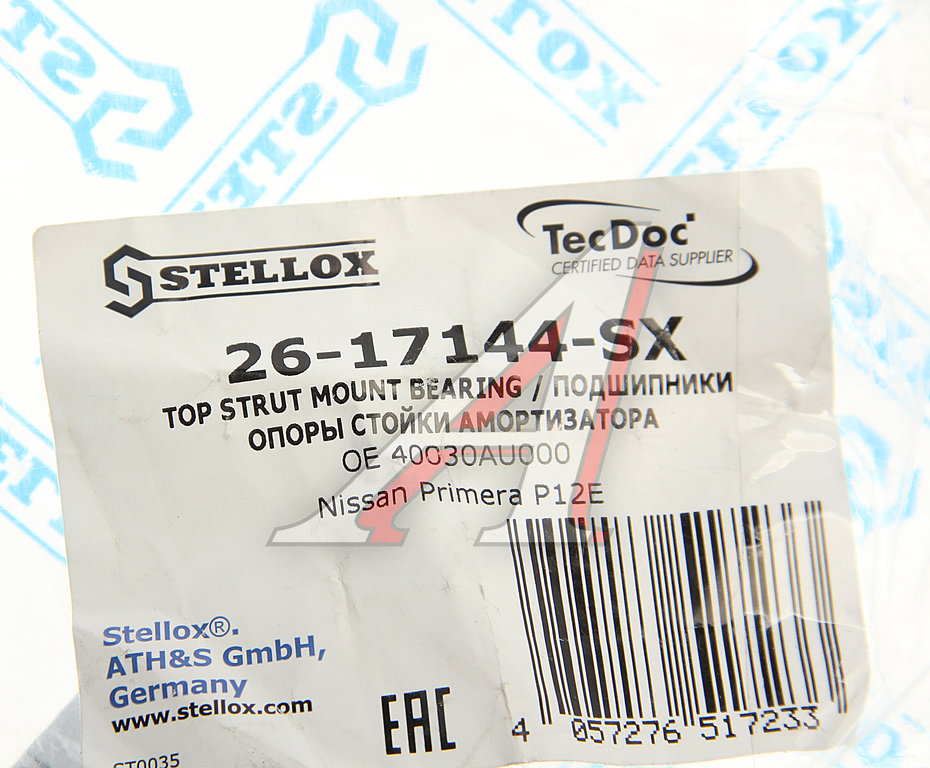 STELLOX
TecDoc
CERTIFIED DATA SUPPLIER
26-17144-SX
TOP STRUT MOUNT BEARING / ПОДШИПНИКИ
ОПОРЫ СТОЙКИ АМОРТИЗАТОРА
OE 40030AU000
Nissan Primera P12E
Stellox®.
ATH&S GmbH,
Germany
www.stellox.com
EAC
4 057276 517233
ST0035